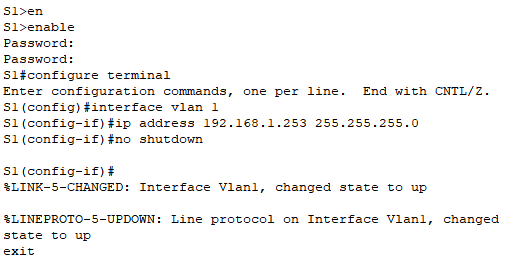 S1>en
S1>enable
Password:
Password:
S1#configure terminal
Enter configuration commands, one per line.  End with CNTL/Z.
S1(config)#interface vlan 1
S1(config-if)#ip address 192.168.1.253 255.255.255.0
S1(config-if)#no shutdown

S1(config-if)#
%LINK-5-CHANGED: Interface Vlan1, changed state to up

%LINEPROTO-5-UPDOWN: Line protocol on Interface Vlan1, changed
state to up
exit